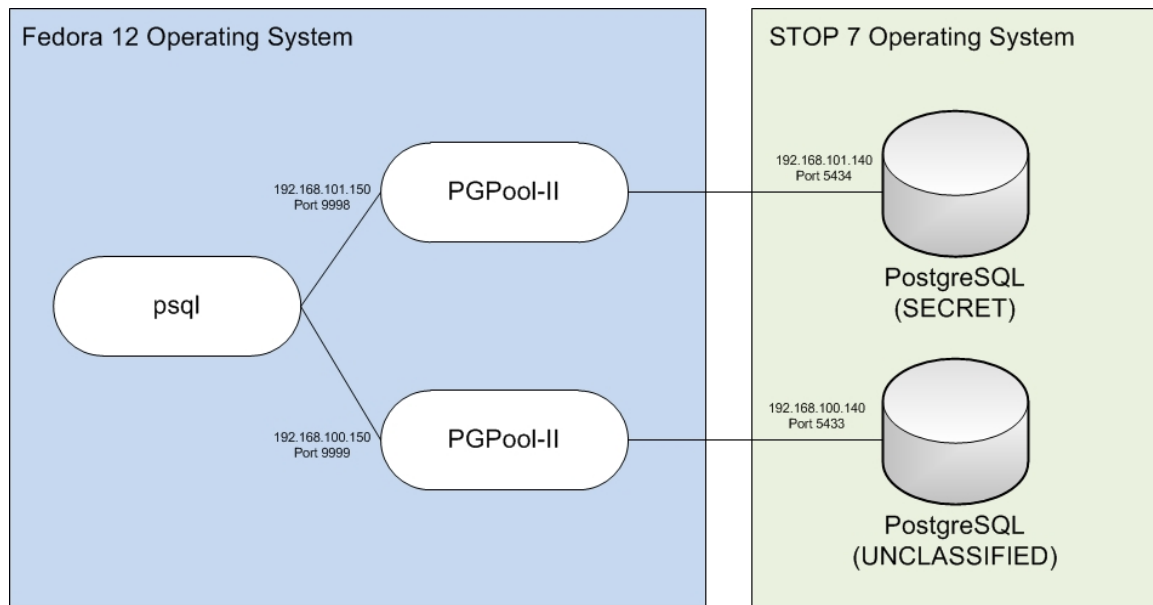 Fedora 12 Operating System
STOP 7 Operating System
192.168.101.150
Port 9998
PGPool-II
192.168.101.140
Port 5434
PostgreSQL
(SECRET)
psql
192.168.100.150
Port 9999
PGPool-II
192.168.100.140
Port 5433
PostgreSQL
(UNCLASSIFIED)